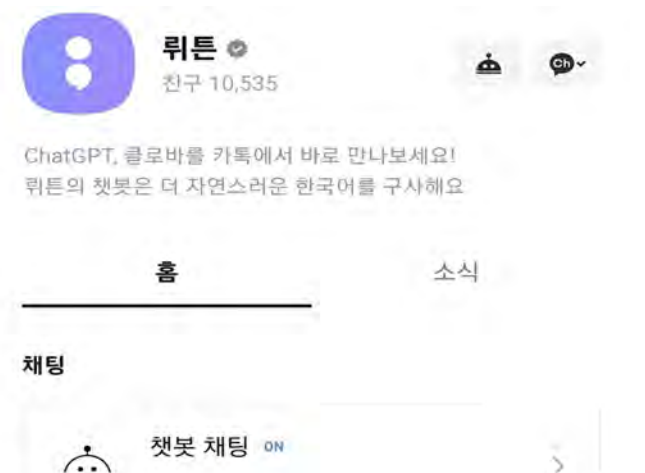 뤼튼
친구 10,535
Ch
ChatGPT, 클로바를 카톡에서 바로 만나보세요!
뤼튼의 챗봇은 더 자연스러운 한국어를 구사해요
홈 소식
채팅
챗봇 채팅 ON